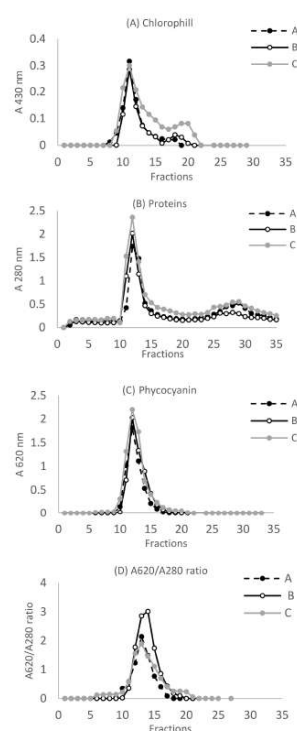 (A) Chlorophill
A 430 nm
0.4
0.3
0.2
0.1
0
0 5 10 15 20 25 30 35
Fractions
A
B
C
(B) Proteins
A 280 nm
2.5
2
1.5
1
0.5
0
0 5 10 15 20 25 30 35
Fractions
A
B
C
(C) Phycocyanin
A 620 nm
2.5
2
1.5
1
0.5
0
0 5 10 15 20 25 30 35
Fractions
A
B
C
(D) A620/A280 ratio
A620/A280 ratio
4
3
2
1
0
0 5 10 15 20 25 30 35
Fractions
A
B
C